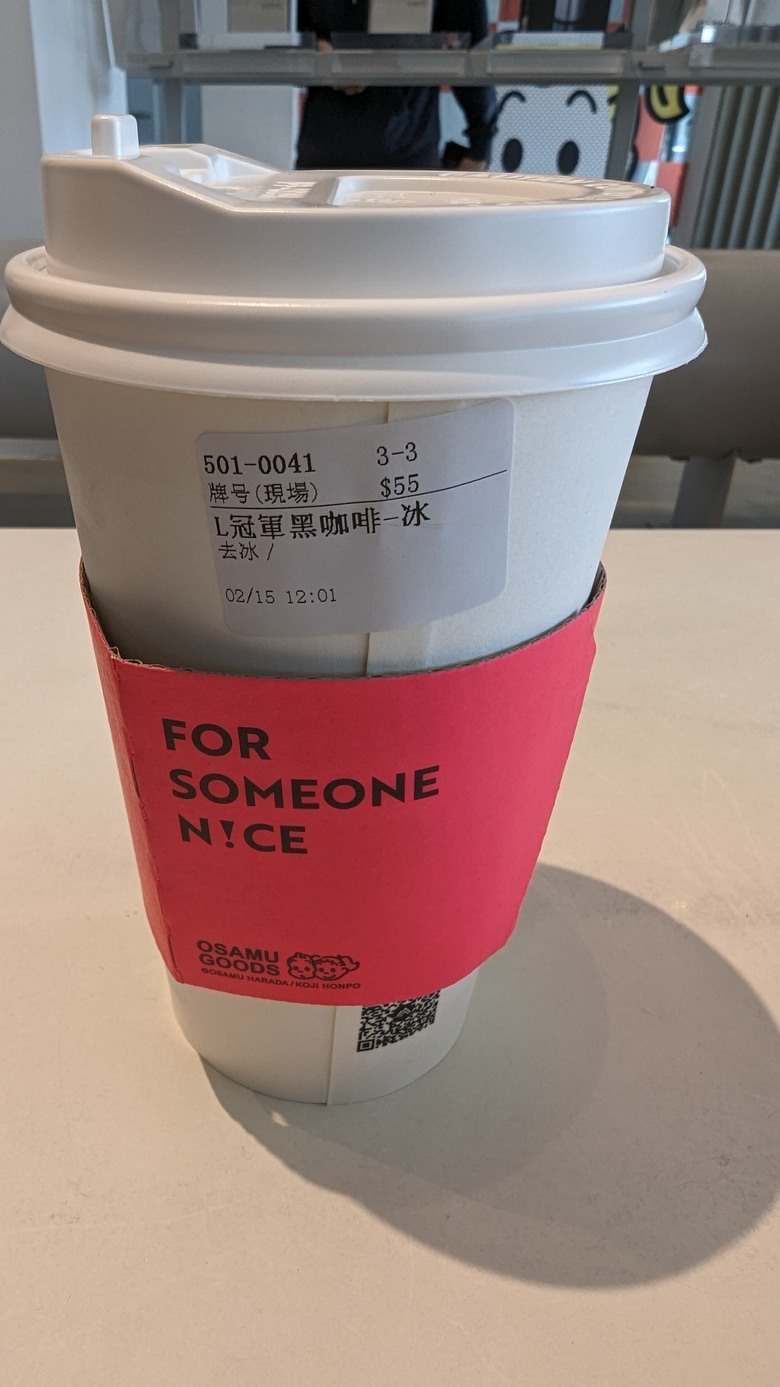 501-0041 3-3
牌号(現場) $55
L冠軍黑咖啡-冰
去冰 /
02/15 12:01
FOR
SOMEONE
N!CE
OSAMU
GOODS
©OSAMU HARADA / KOJI HONPO